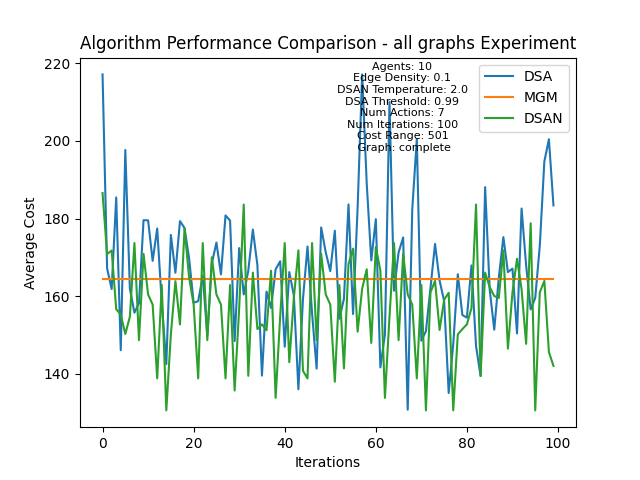 Algorithm Performance Comparison - all graphs Experiment
Agents: 10
Edge Density: 0.1
DSAN Temperature: 2.0
DSA Threshold: 0.99
Num Actions: 7
Num Iterations: 100
Cost Range: 501
Graph: complete
DSA
MGM
DSAN
Average Cost
220
200
180
160
140
0
20
40
60
80
100
Iterations